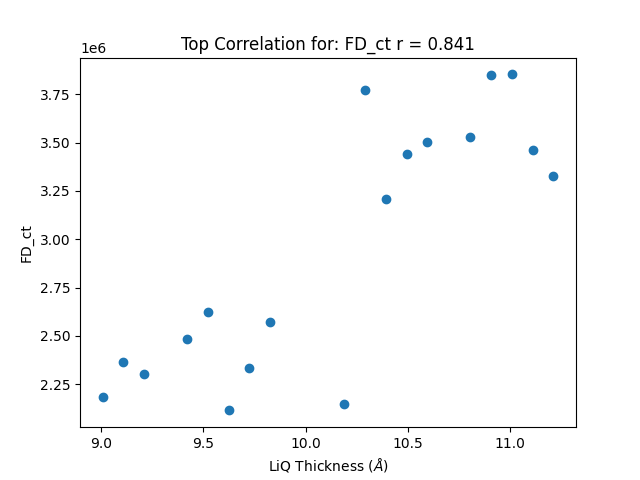 Top Correlation for: FD_ct r = 0.841
1e6
3.75
3.50
3.25
3.00
2.75
2.50
2.25
FD_ct
9.0 9.5 10.0 10.5 11.0
LiQ Thickness (Å)